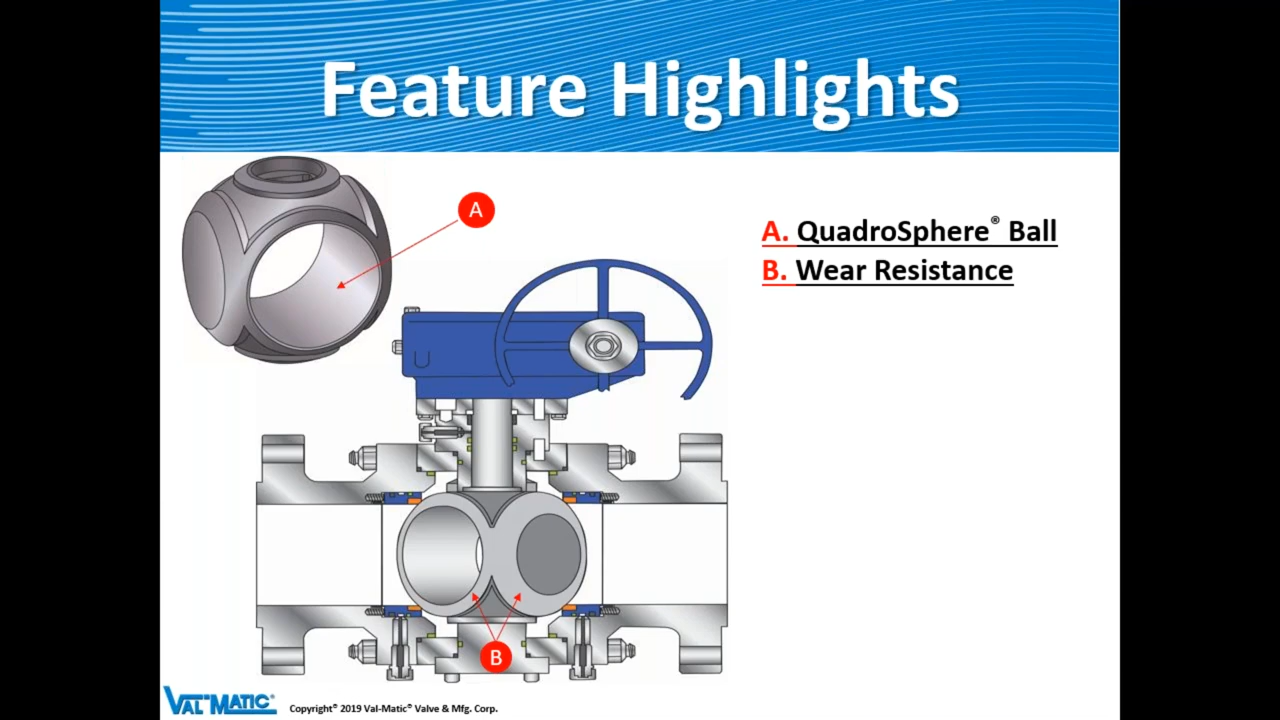 Feature Highlights
A
A. QuadroSphere® Ball
B. Wear Resistance
B
VAL MATIC®
Copyright® 2019 Val-Matic® Valve & Mfg. Corp.